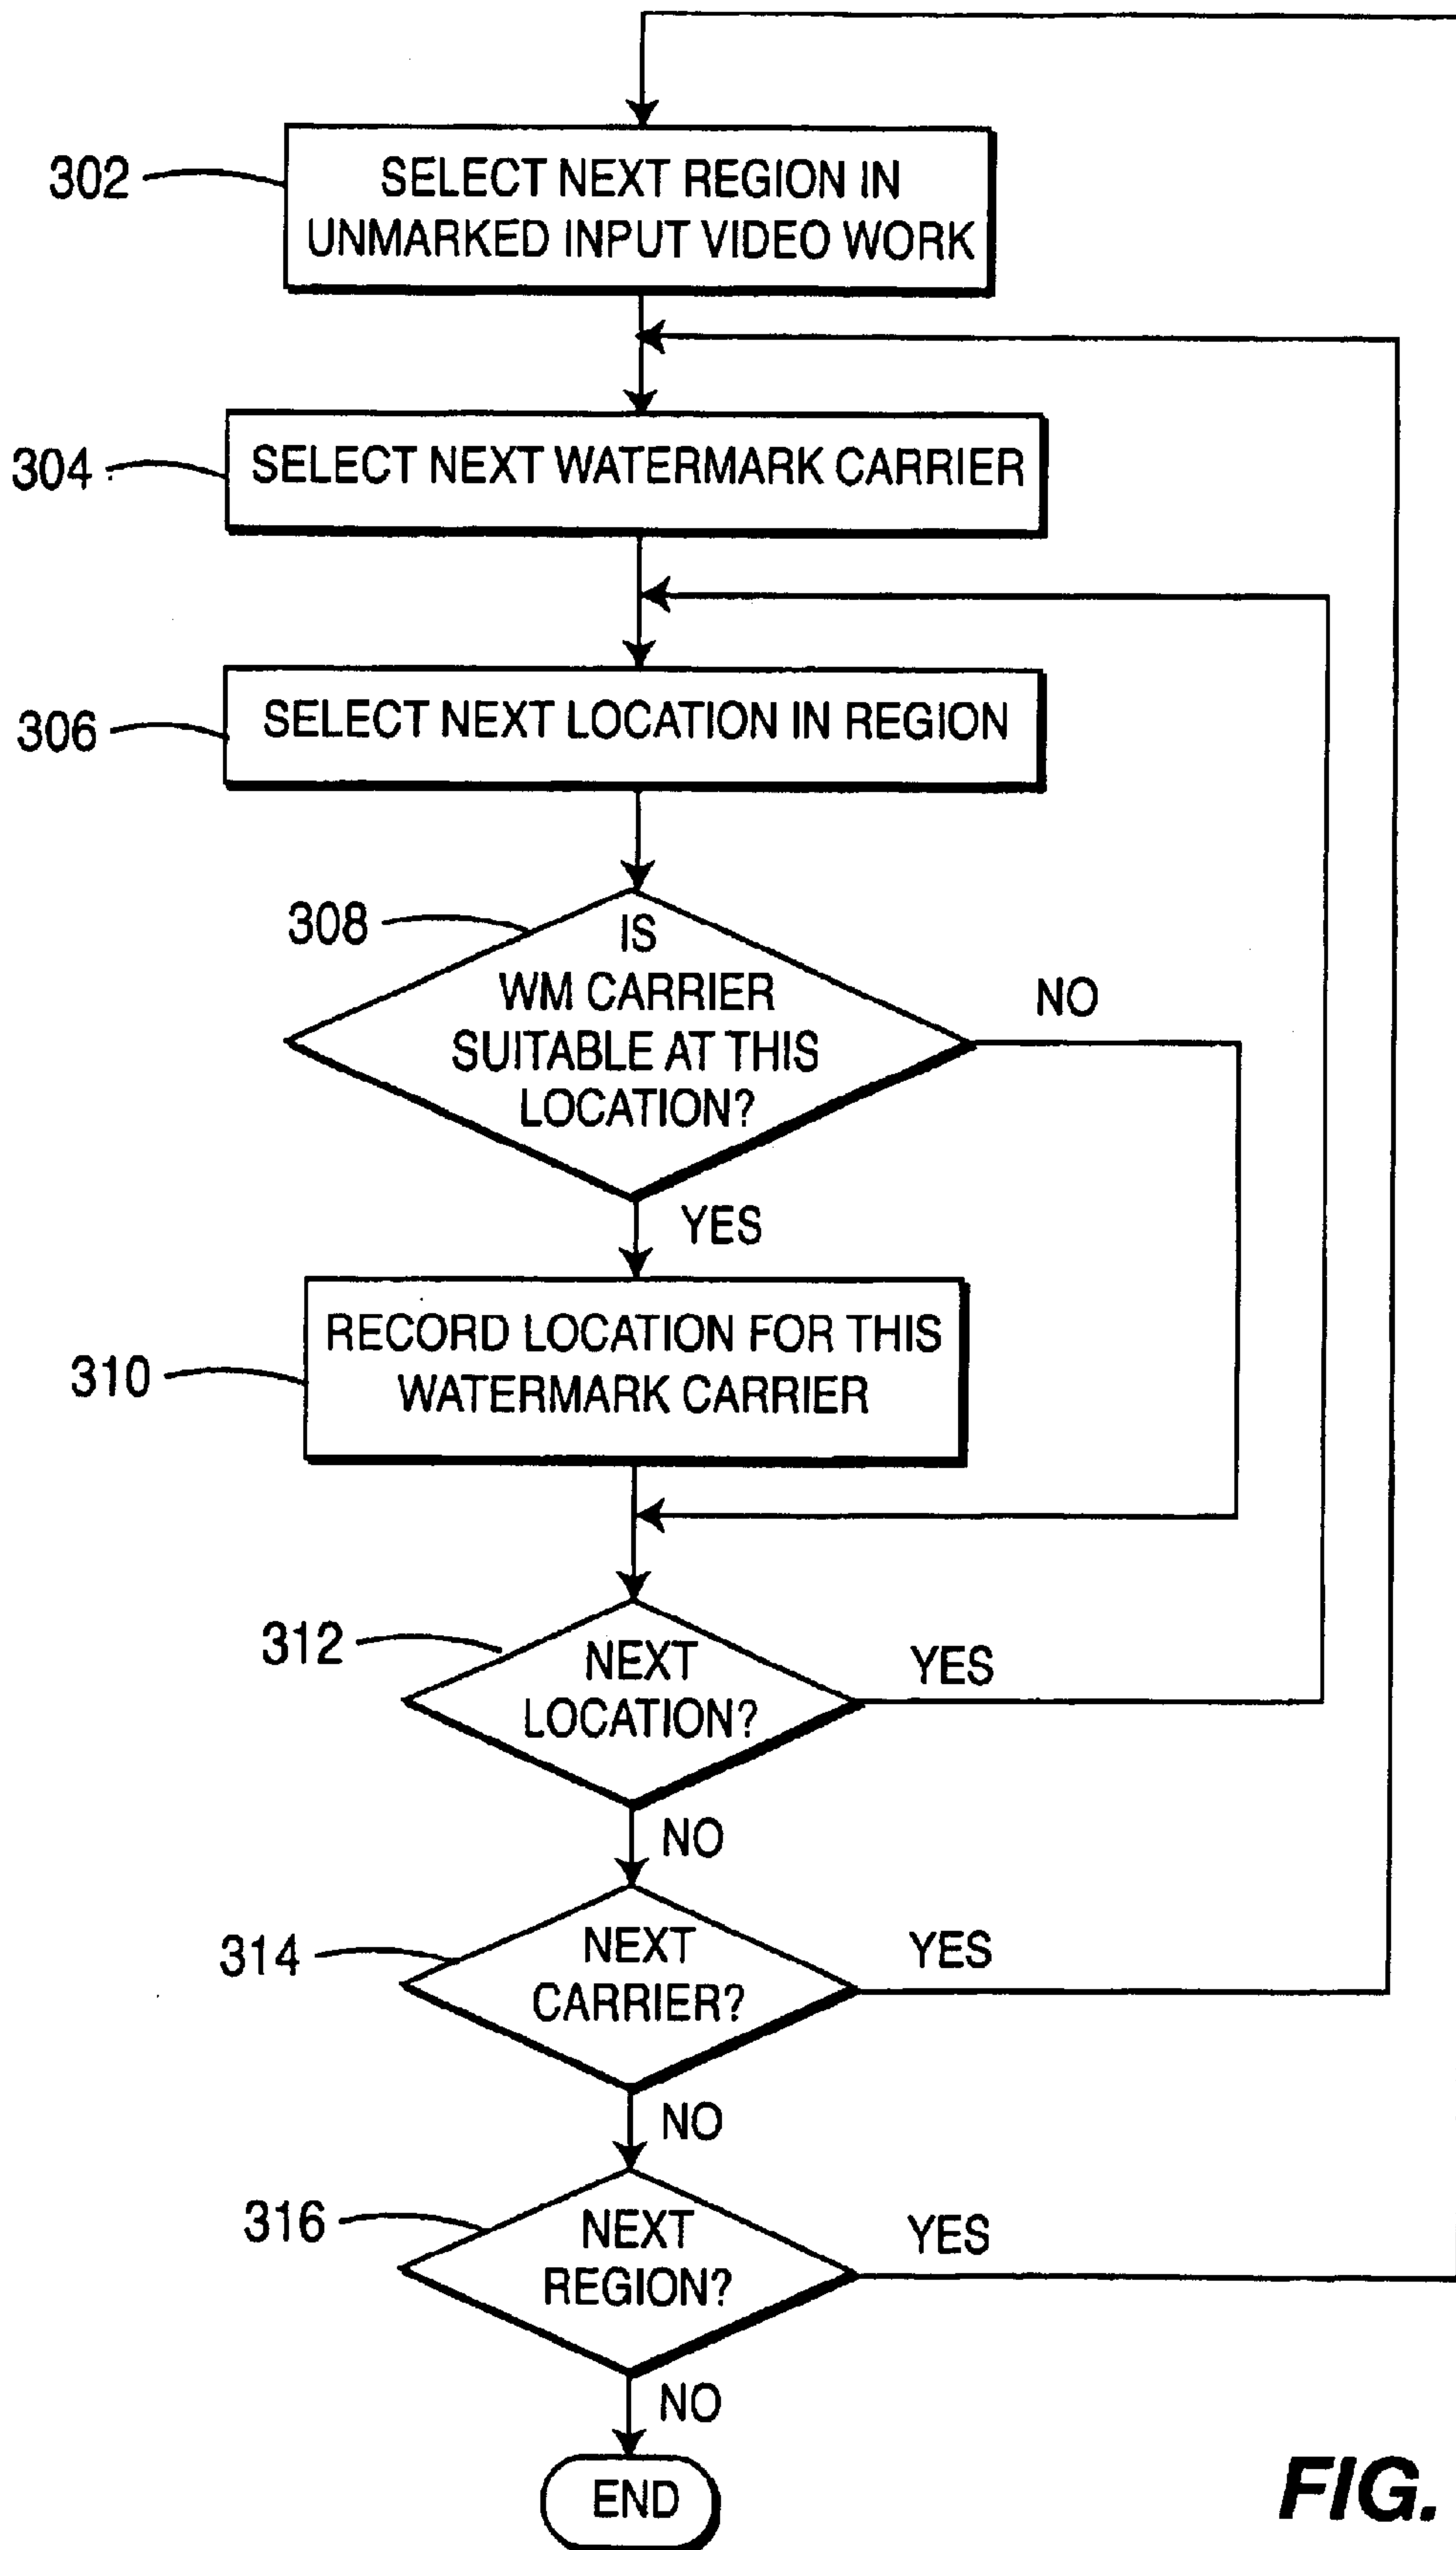 302
SELECT NEXT REGION IN
UNMARKED INPUT VIDEO WORK
304
SELECT NEXT WATERMARK CARRIER
306
SELECT NEXT LOCATION IN REGION
308
IS
WM CARRIER
SUITABLE AT THIS
LOCATION?
NO
YES
310
RECORD LOCATION FOR THIS
WATERMARK CARRIER
312
NEXT
LOCATION?
YES
NO
314
NEXT
CARRIER?
YES
NO
316
NEXT
REGION?
YES
NO
END
FIG.